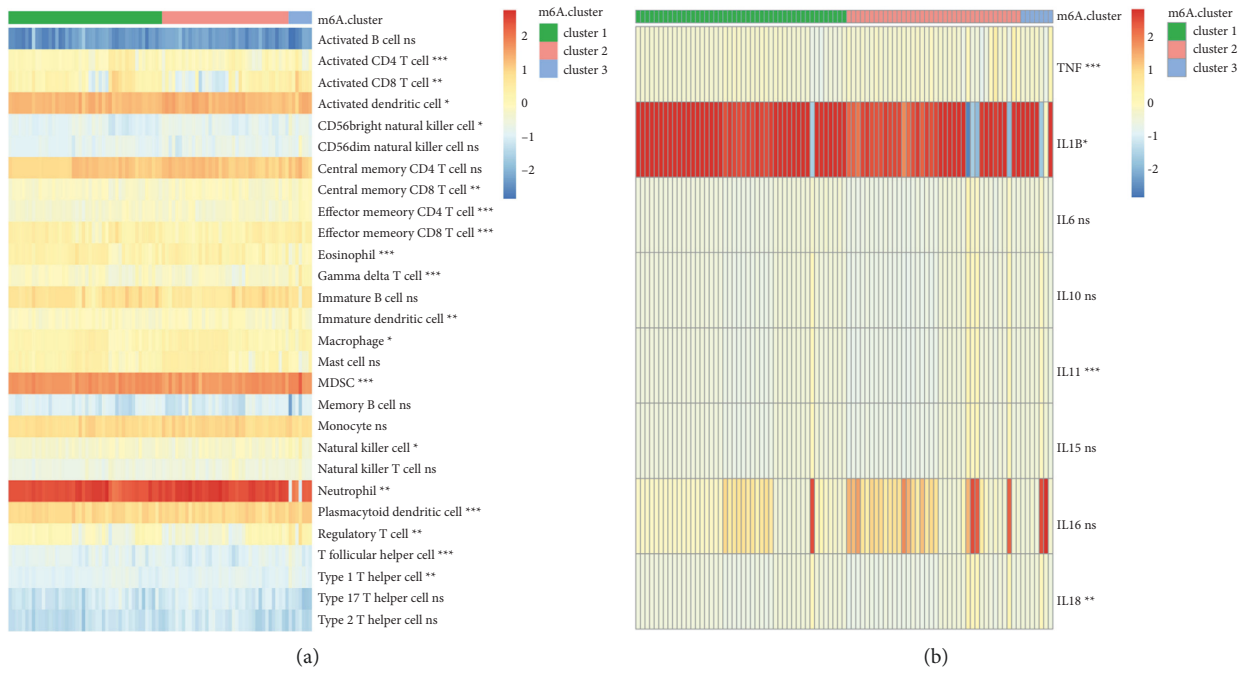 m6A.cluster
Activated B cell ns
Activated CD4 T cell ***
Activated CD8 T cell **
Activated dendritic cell *
CD56bright natural killer cell *
CD56dim natural killer cell ns
Central memory CD4 T cell ns
Central memory CD8 T cell **
Effector memeory CD4 T cell ***
Effector memeory CD8 T cell ***
Eosinophil ***
Gamma delta T cell ***
Immature B cell ns
Immature dendritic cell **
Macrophage *
Mast cell ns
MDSC ***
Memory B cell ns
Monocyte ns
Natural killer cell *
Natural killer T cell ns
Neutrophil **
Plasmacytoid dendritic cell ***
Regulatory T cell **
T follicular helper cell ***
Type 1 T helper cell **
Type 17 T helper cell ns
Type 2 T helper cell ns
2
1
0
–1
–2
m6A.cluster
cluster 1
cluster 2
cluster 3
(a)
m6A.cluster
TNF ***
IL1B*
IL6 ns
IL10 ns
IL11 ***
IL15 ns
IL16 ns
IL18 **
2
1
0
-1
-2
m6A.cluster
cluster 1
cluster 2
cluster 3
(b)